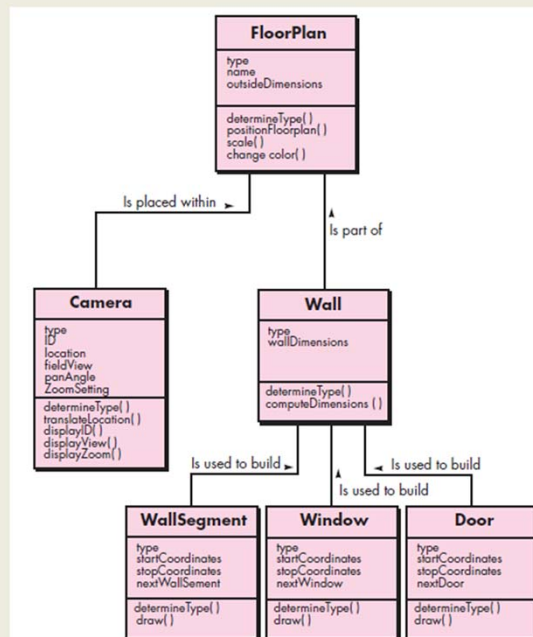 FloorPlan
type
name
outsideDimensions
determineType( )
positionFloorplan( )
scale( )
change color( )
Is placed within
Is part of
Camera
type
ID
location
fieldView
panAngle
ZoomSetting
determineType( )
translateLocation( )
displayID( )
displayView( )
displayZoom( )
Wall
type
wallDimensions
determineType( )
computeDimensions ( )
Is used to build
Is used to build
Is used to build
WallSegment
type
startCoordinates
stopCoordinates
nextWallSement
determineType( )
draw( )
Window
type
startCoordinates
stopCoordinates
nextWindow
determineType( )
draw( )
Door
type
startCoordinates
stopCoordinates
nextDoor
determineType( )
draw( )